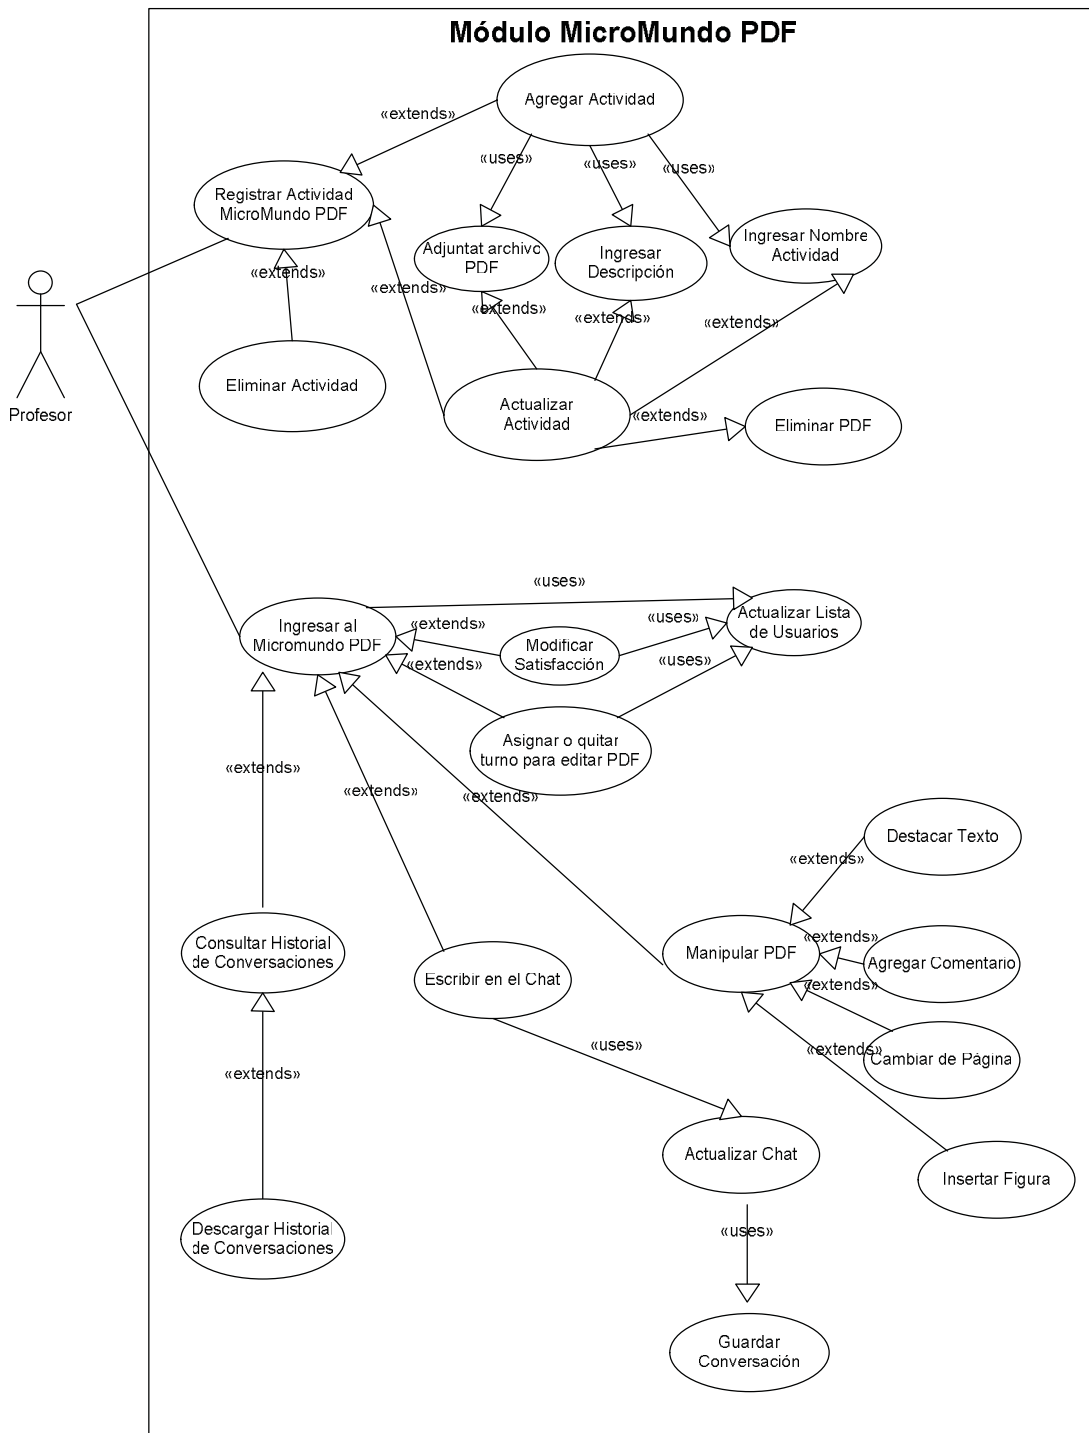 Módulo MicroMundo PDF
Agregar Actividad
«extends»
«uses»
«uses»
«uses»
Registrar Actividad
MicroMundo PDF
Adjuntat archivo
PDF
Ingresar
Descripción
Ingresar Nombre
Actividad
«extends»
«extends»
«extends»
«extends»
«extends»
Eliminar Actividad
Actualizar
Actividad
«extends»
Eliminar PDF
Profesor
«uses»
Ingresar al
Micromundo PDF
«extends»
«uses»
Actualizar Lista
de Usuarios
Modificar
Satisfacción
«extends»
«uses»
Asignar o quitar
turno para editar PDF
«extends»
«extends»
«extends»
Destacar Texto
«extends»
Consultar Historial
de Conversaciones
Escribir en el Chat
Manipular PDF
«extends»
Agregar Comentario
«extends»
«extends»
Cambiar de Página
«uses»
«extends»
Actualizar Chat
Insertar Figura
Descargar Historial
de Conversaciones
«uses»
Guardar
Conversación